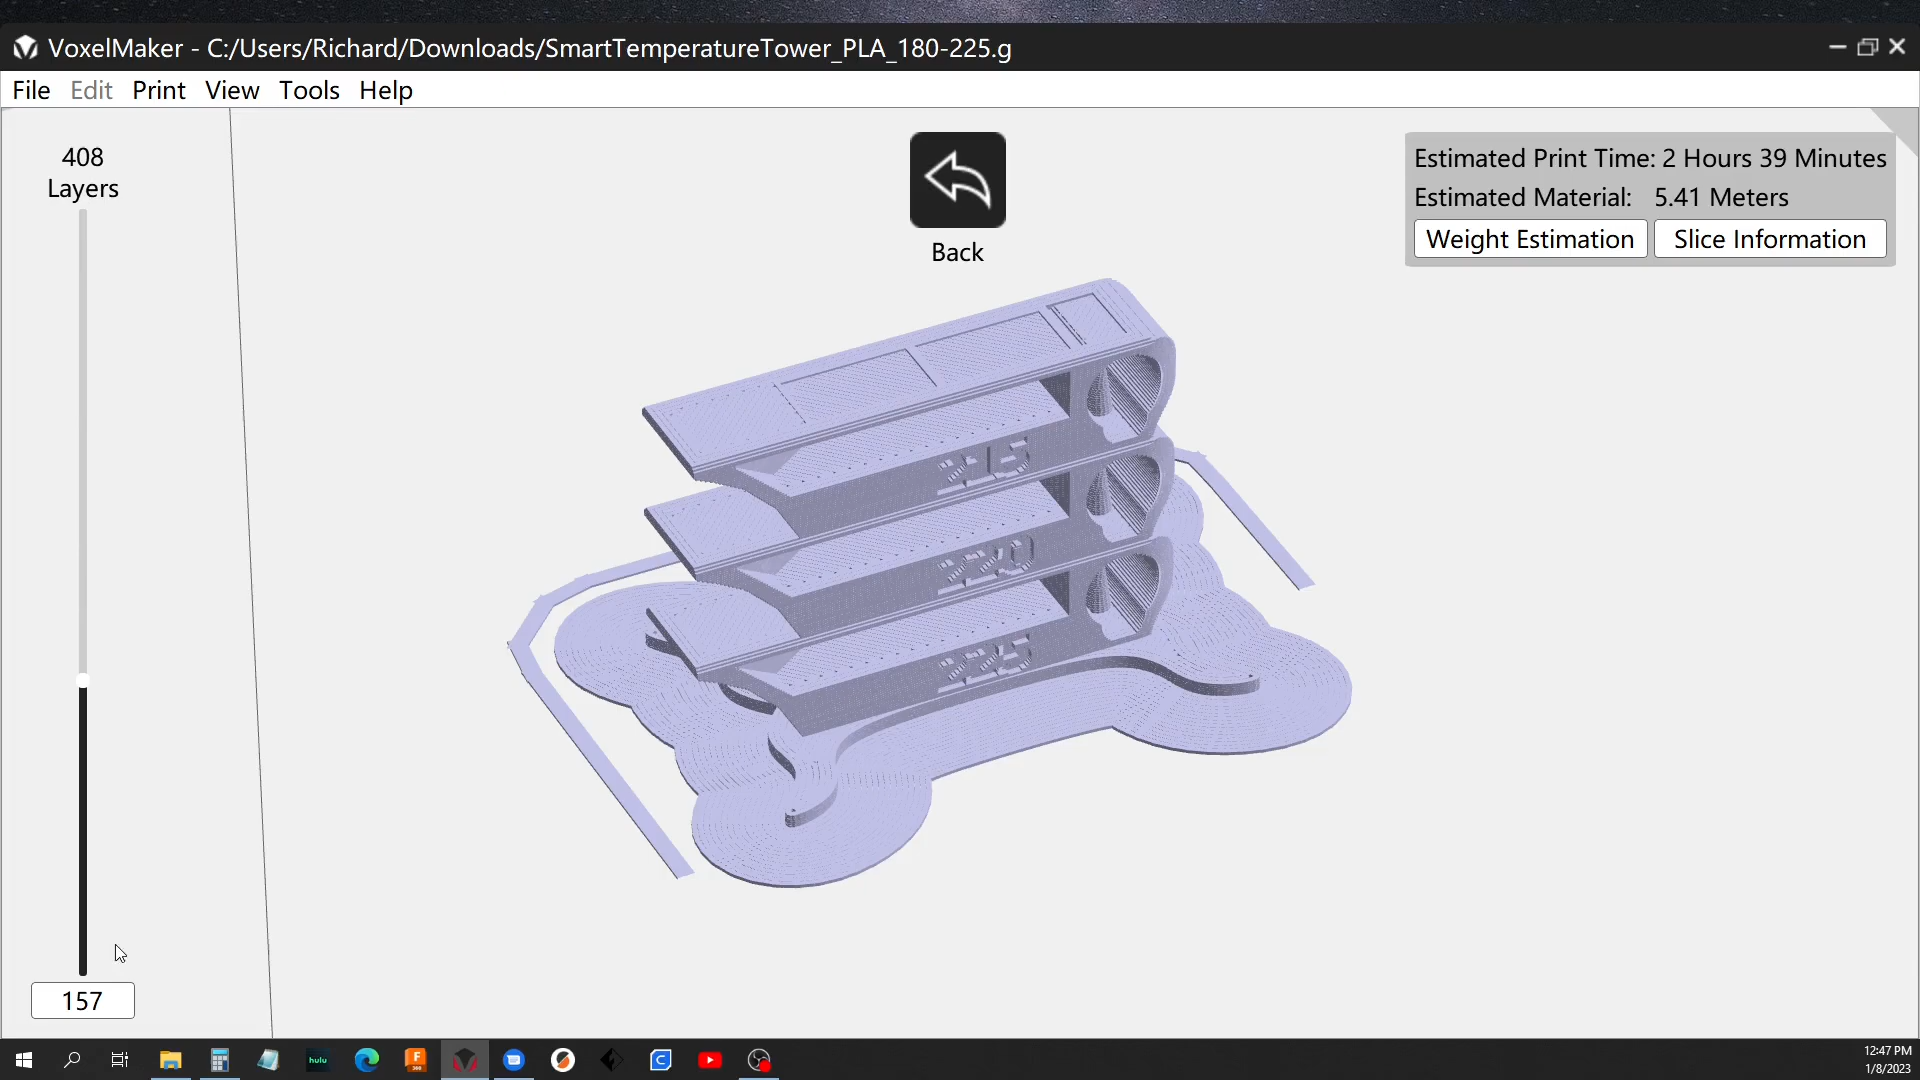 VoxelMaker - C:/Users/Richard/Downloads/SmartTemperatureTower_PLA_180-225.g
File Edit Print View Tools Help
408
Layers
Back
Estimated Print Time: 2 Hours 39 Minutes
Estimated Material: 5.41 Meters
Weight Estimation Slice Information
215
220
225
157
hulu
F
360
C
12:47 PM
1/8/2023